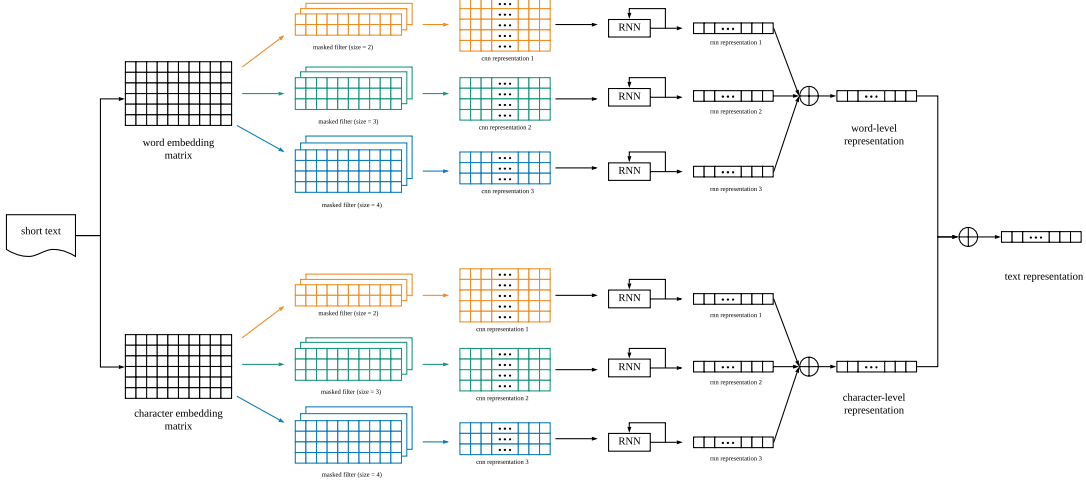 masked filter (size = 2)
cnn representation 1
RNN
rnn representation 1
word embedding
matrix
masked filter (size = 3)
cnn representation 2
RNN
rnn representation 2
word-level
representation
masked filter (size = 4)
cnn representation 3
RNN
rnn representation 3
short text
text representation
masked filter (size = 2)
cnn representation 1
RNN
rnn representation 1
character embedding
matrix
masked filter (size = 3)
cnn representation 2
RNN
rnn representation 2
character-level
representation
masked filter (size = 4)
cnn representation 3
RNN
rnn representation 3